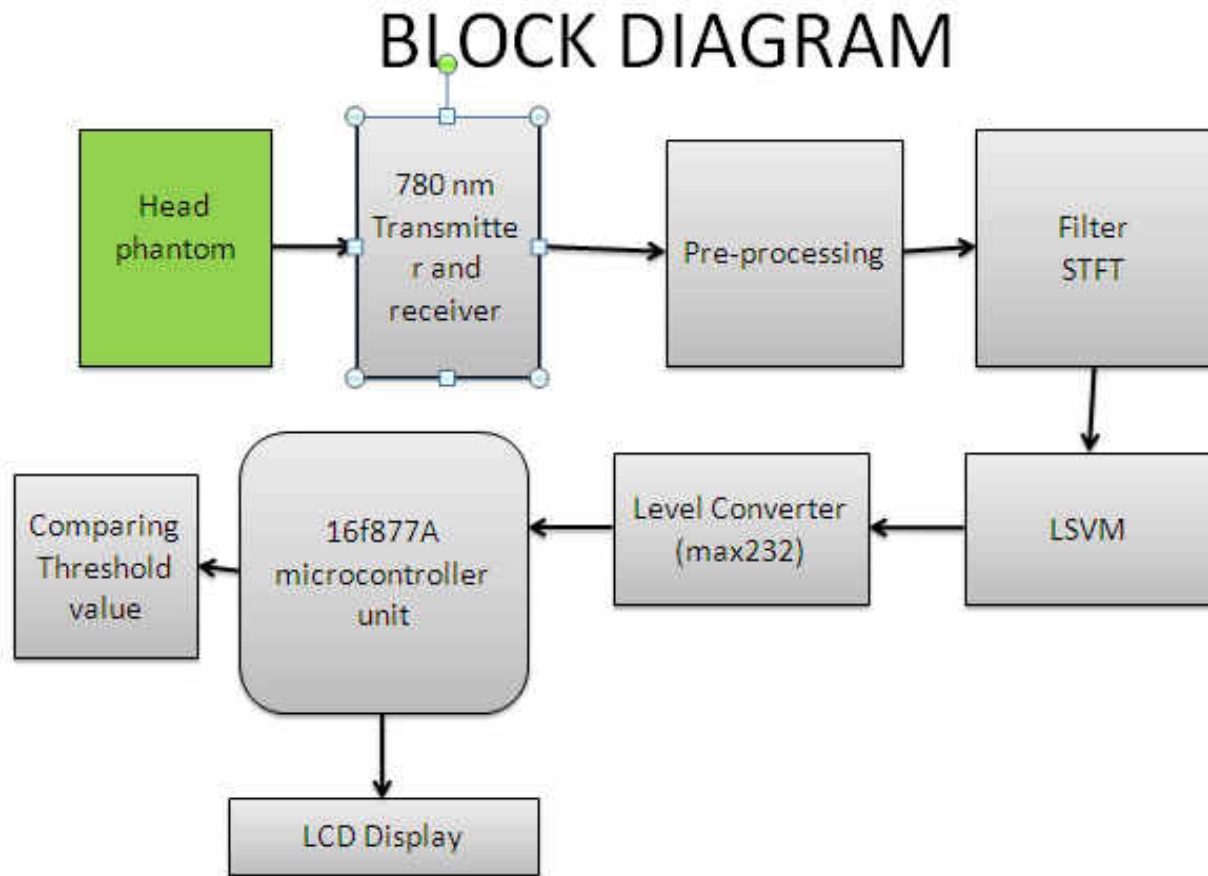 BLOCK DIAGRAM
Head
phantom
780 nm
Transmitte
r and
receiver
Pre-processing
Filter
STFT
Comparing
Threshold
value
16f877A
microcontroller
unit
Level Converter
(max232)
LSVM
LCD Display